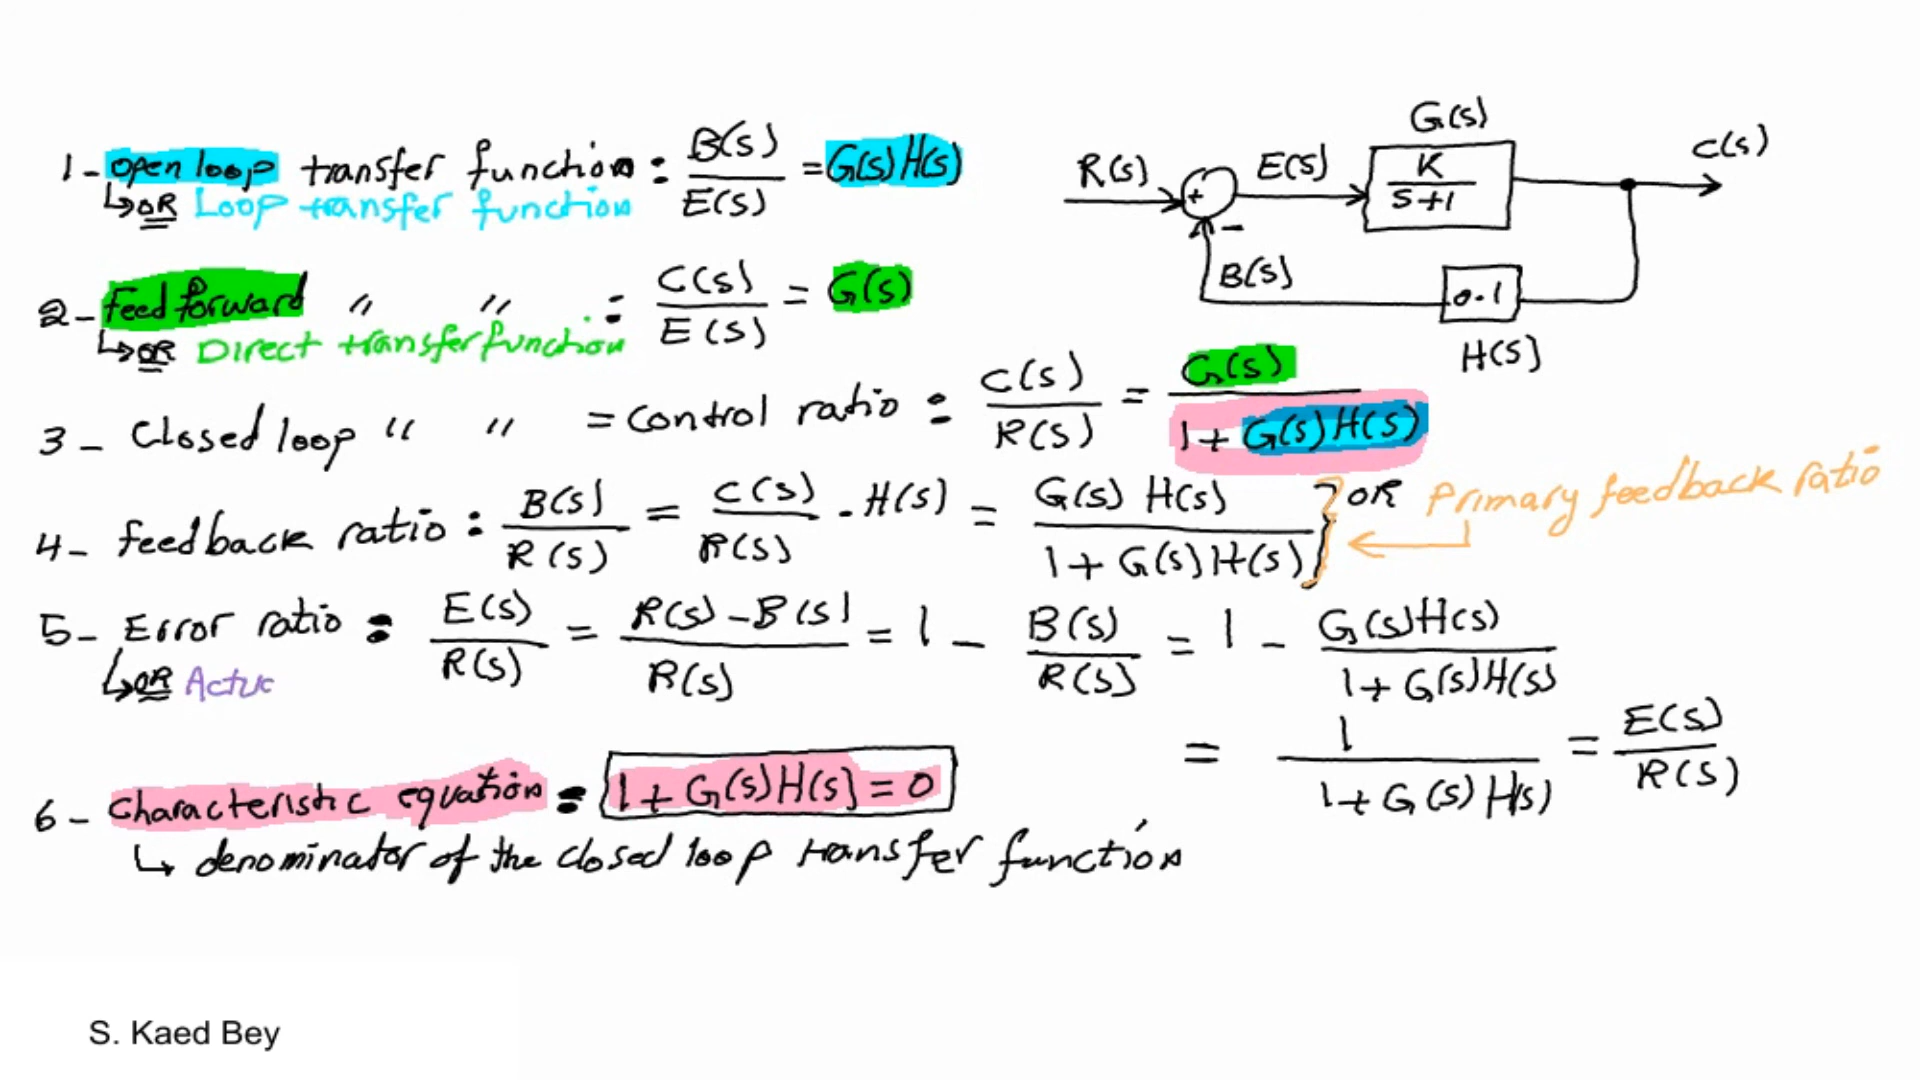 1- open loop transfer function : B(s)/E(s) = G(s)H(s)
↳ OR Loop transfer function
2- Feed forward " " : C(s)/E(s) = G(s)
↳ OR Direct transfer function
3- Closed loop " " = Control ratio : C(s)/R(s) = G(s)/(1+G(s)H(s))
4- feedback ratio : B(s)/R(s) = C(s)/R(s) . H(s) = G(s)H(s)/(1+G(s)H(s)) } OR Primary feedback ratio
5- Error ratio : E(s)/R(s) = (R(s)-B(s))/R(s) = 1 - B(s)/R(s) = 1 - G(s)H(s)/(1+G(s)H(s))
↳ OR Actu
= 1/(1+G(s)H(s)) = E(s)/R(s)
6- Characteristic equation : 1+G(s)H(s)=0
↳ denominator of the closed loop transfer function
G(s)
R(s) + - E(s) K/(s+1) C(s)
B(s) 0.1
H(s)
S. Kaed Bey